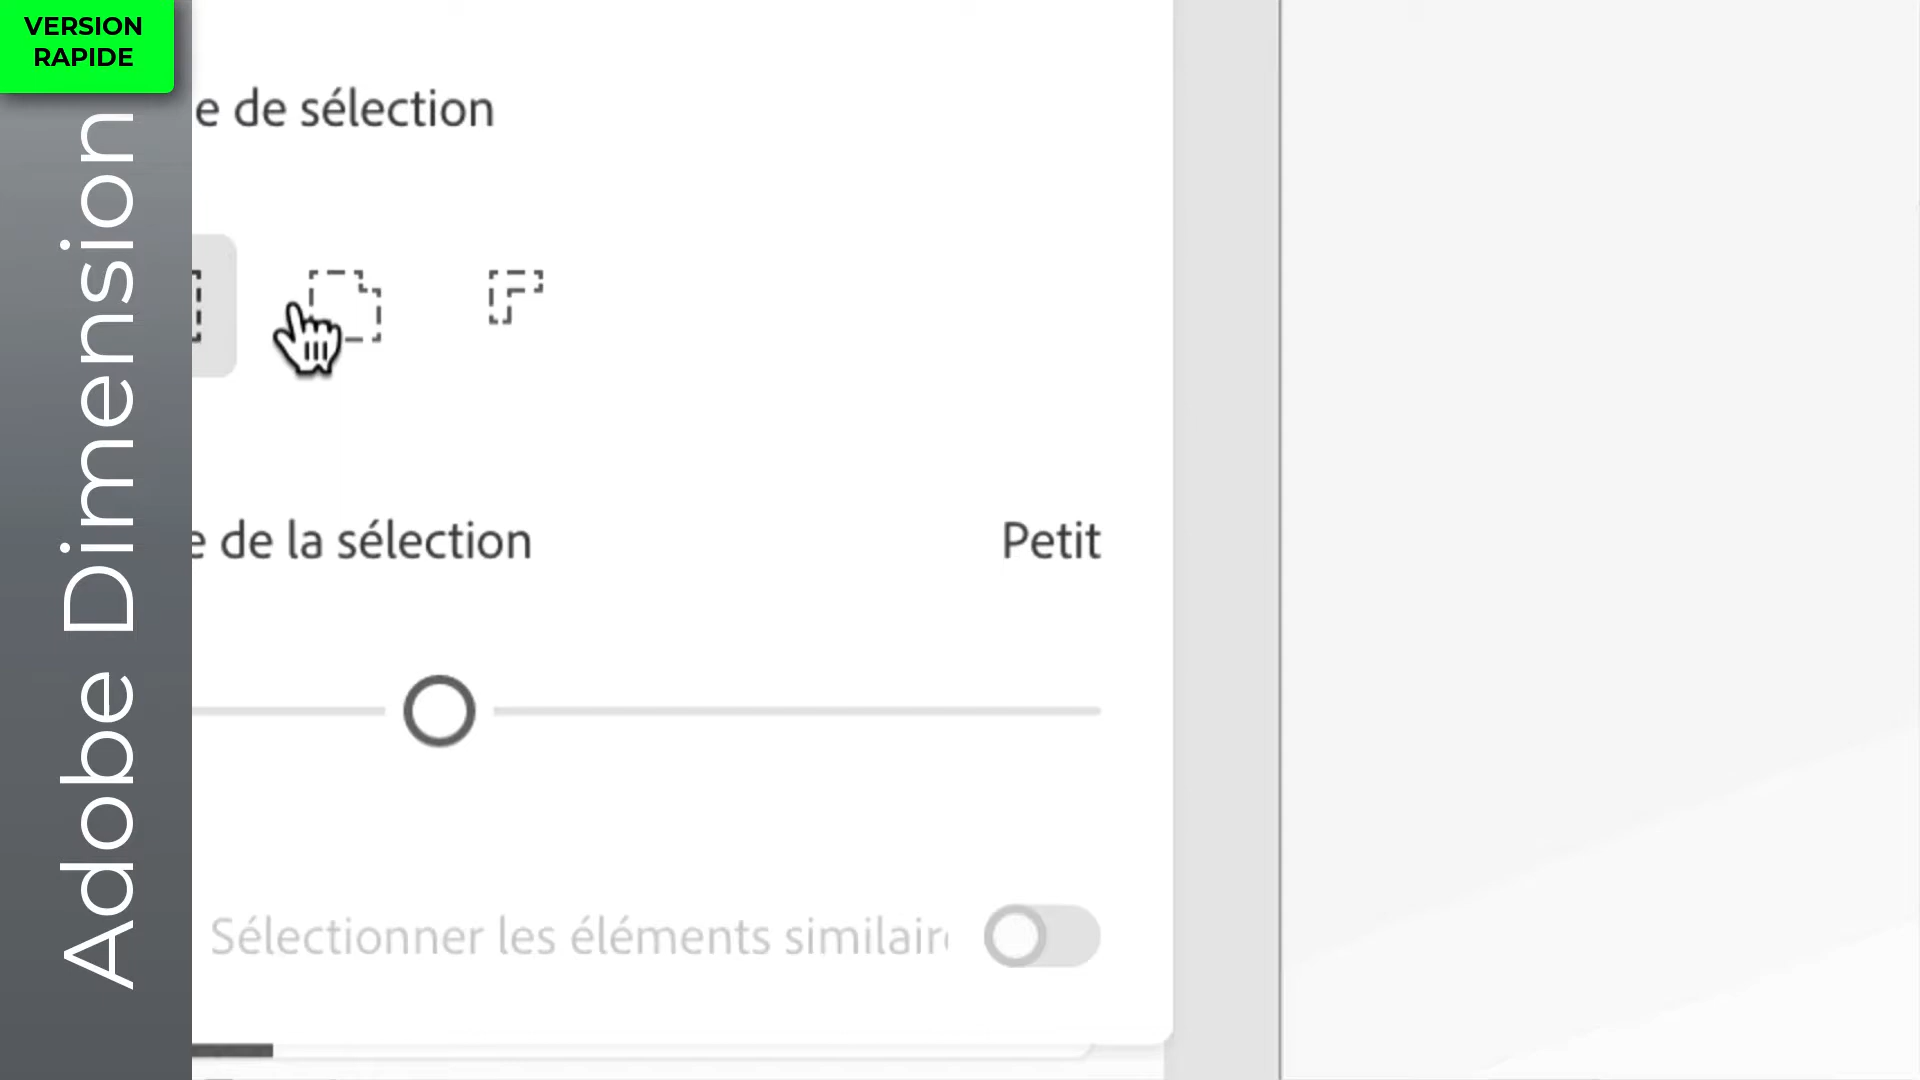 VERSION
RAPIDE
Adobe Dimension
e de sélection
e de la sélection
Petit
Sélectionner les éléments similair